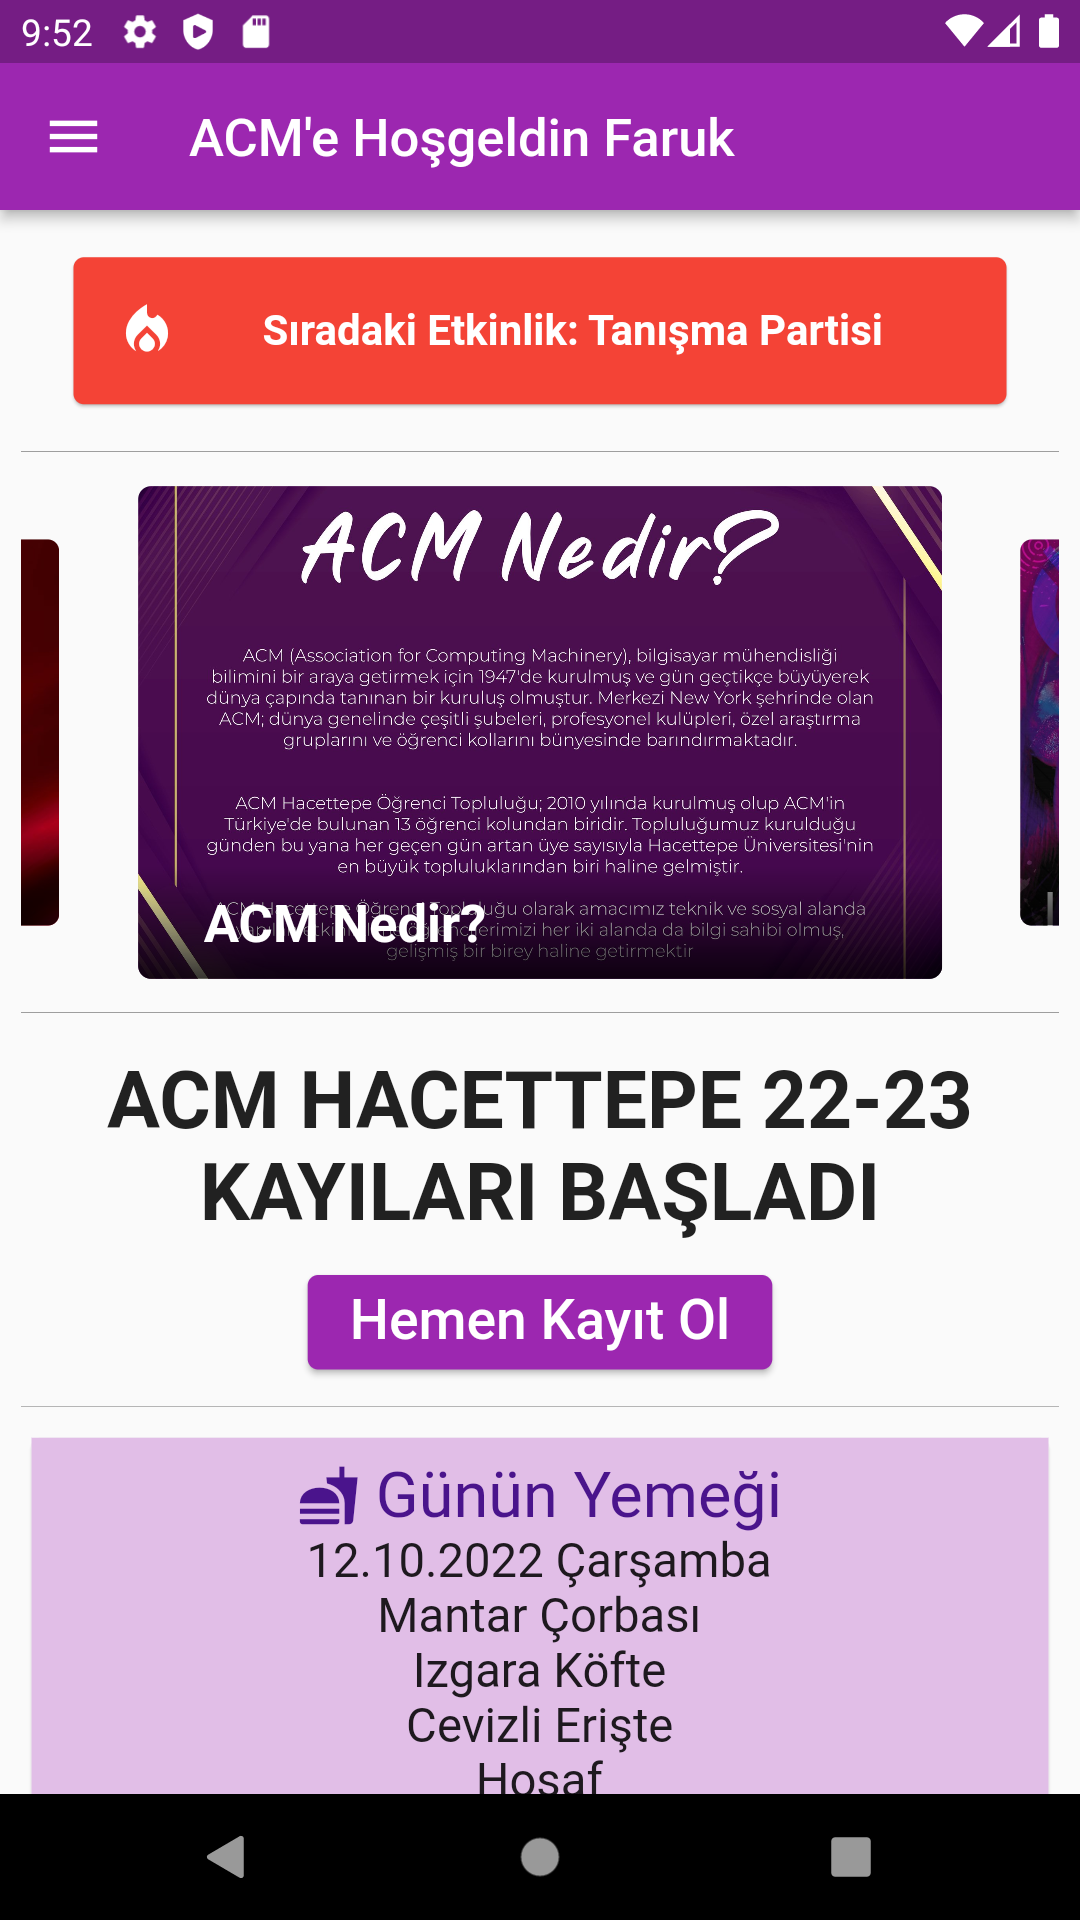 9:52
ACM'e Hoşgeldin Faruk
Sıradaki Etkinlik: Tanışma Partisi
ACM Nedir?
ACM (Association for Computing Machinery), bilgisayar mühendisliği
bilimini bir araya getirmek için 1947'de kurulmuş ve gün geçtikçe büyüyerek
dünya çapında tanınan bir kuruluş olmuştur. Merkezi New York şehrinde olan
ACM; dünya genelinde çeşitli şubeleri, profesyonel kulüpleri, özel araştırma
gruplarını ve öğrenci kollarını bünyesinde barındırmaktadır.
ACM Hacettepe Öğrenci Topluluğu; 2010 yılında kurulmuş olup ACM'in
Türkiye'de bulunan 13 öğrenci kolundan biridir. Topluluğumuz kurulduğu
günden bu yana her geçen gün artan üye sayısıyla Hacettepe Üniversitesi'nin
en büyük topluluklarından biri haline gelmiştir.
ACM Hacettepe Öğrenci Topluluğu olarak amacımız teknik ve sosyal alanda
her iki alanda da bilgi sahibi olmuş,
gelişmiş bir birey haline getirmektir
ACM Nedir?
ACM HACETTEPE 22-23
KAYILARI BAŞLADI
Hemen Kayıt Ol
Günün Yemeği
12.10.2022 Çarşamba
Mantar Çorbası
Izgara Köfte
Cevizli Erişte
Hoşaf